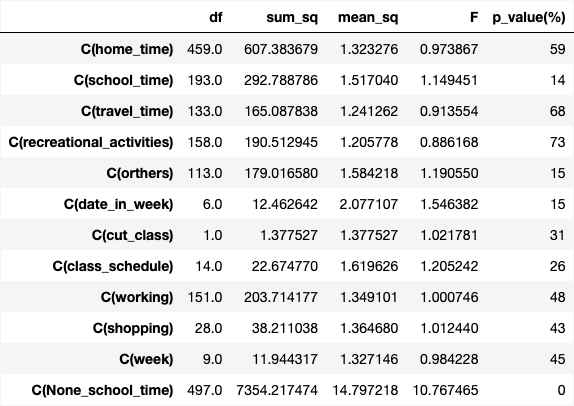 df sum_sq mean_sq F p_value(%)
C(home_time) 459.0 607.383679 1.323276 0.973867 59
C(school_time) 193.0 292.788786 1.517040 1.149451 14
C(travel_time) 133.0 165.087838 1.241262 0.913554 68
C(recreational_activities) 158.0 190.512945 1.205778 0.886168 73
C(orthers) 113.0 179.016580 1.584218 1.190550 15
C(date_in_week) 6.0 12.462642 2.077107 1.546382 15
C(cut_class) 1.0 1.377527 1.377527 1.021781 31
C(class_schedule) 14.0 22.674770 1.619626 1.205242 26
C(working) 151.0 203.714177 1.349101 1.000746 48
C(shopping) 28.0 38.211038 1.364680 1.012440 43
C(week) 9.0 11.944317 1.327146 0.984228 45
C(None_school_time) 497.0 7354.217474 14.797218 10.767465 0